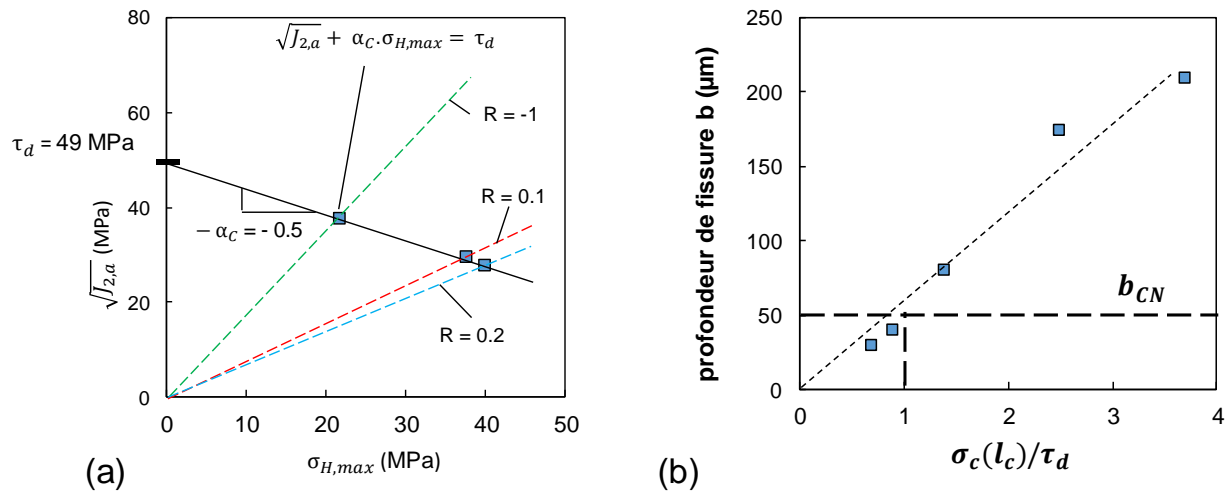 √J2,a + αC.σH,max = τd
80
60
40
20
0
τd = 49 MPa
√J2,a (MPa)
R = -1
R = 0.1
R = 0.2
− αC = - 0.5
0 10 20 30 40 50
σH,max (MPa)
(a)
250
200
150
100
50
0
profondeur de fissure b (µm)
bCN
0 1 2 3 4
σc(lc)/τd
(b)